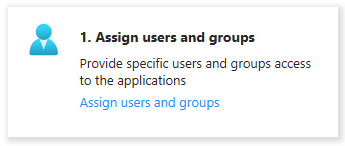 1. Assign users and groups
Provide specific users and groups access
to the applications
Assign users and groups